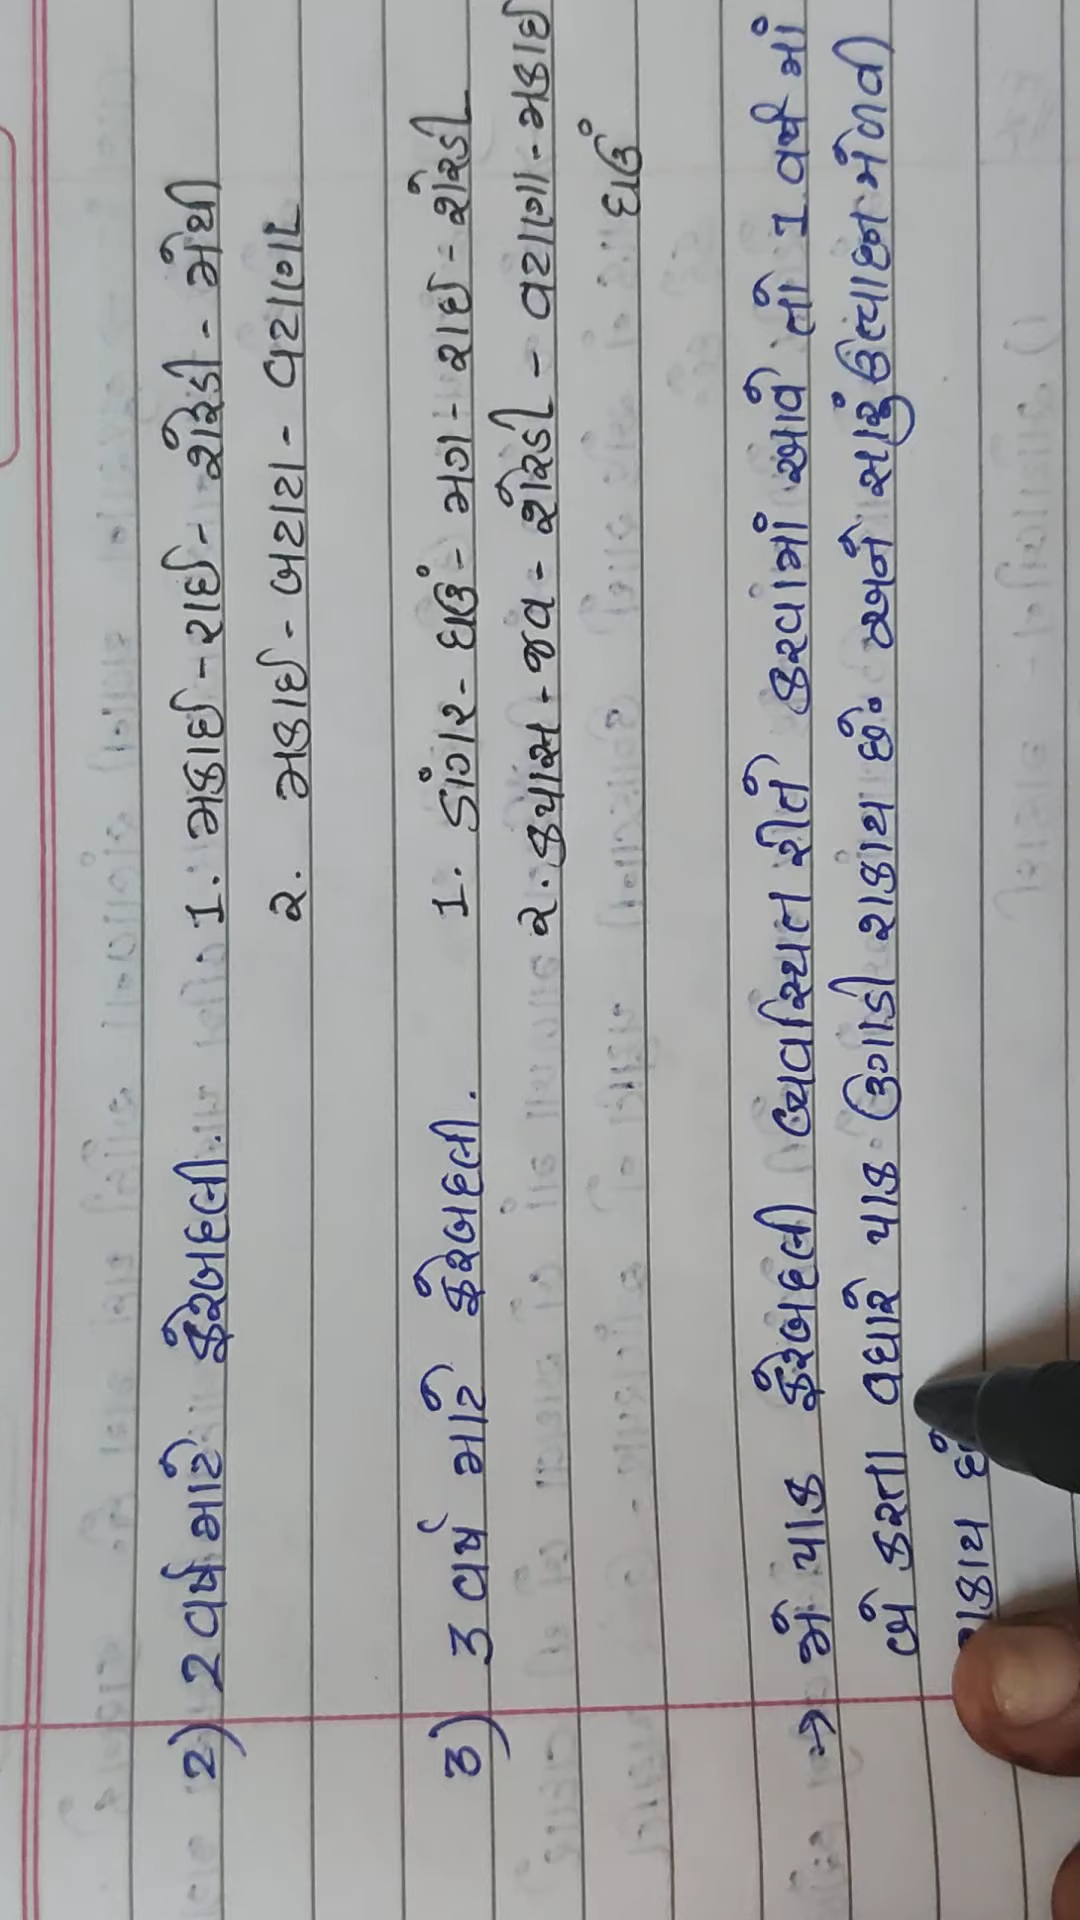 2) 2 વર્ષ માટે ફેરબદલી. 1. મકાઈ - રાઈ - શેરડી - મેથી
૨. મકાઈ - બટાટા - વટાણા
3) 3 વર્ષ માટે ફેરબદલી. 1. ડાંગર - ઘઉં - મગ - રાઈ - શેરડી
૨. કપાસ - જવ - શેરડી - વટાણા - મકાઈ
ઘઉં
→ જો પાક ફેરબદલી વ્યવસ્થિત રીતે કરવામાં આવે તો 1 વર્ષ માં
બે કરતા વધારે પાક ઉગાડી શકાય છે. અને સારું ઉત્પાદન મેળવી
શકાય છે